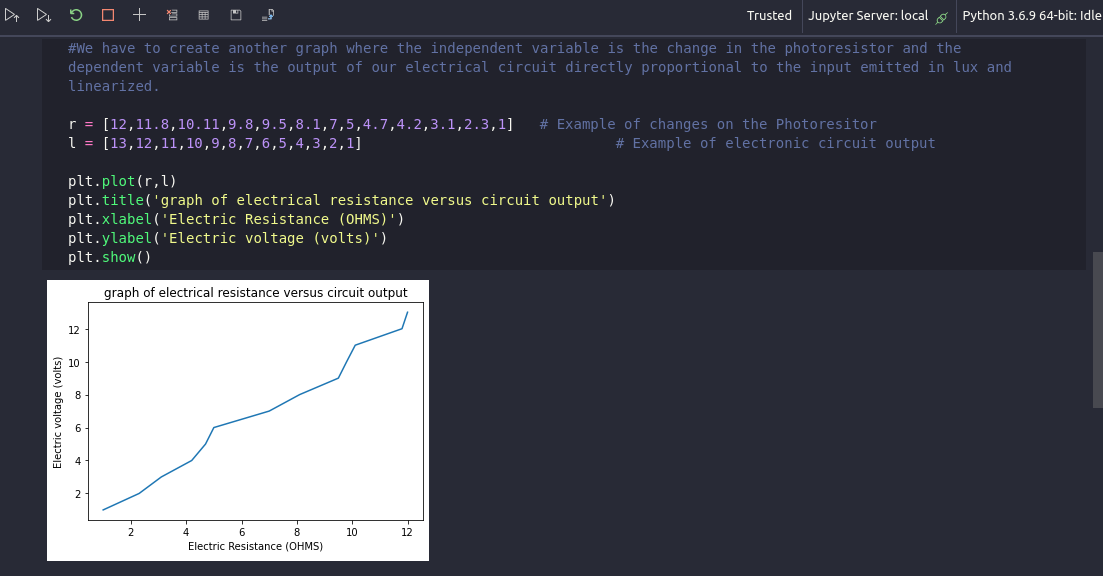 Trusted Jupyter Server: local Python 3.6.9 64-bit: Idle
#We have to create another graph where the independent variable is the change in the photoresistor and the
dependent variable is the output of our electrical circuit directly proportional to the input emitted in lux and
linearized.
r = [12,11.8,10.11,9.8,9.5,8.1,7,5,4.7,4.2,3.1,2.3,1] # Example of changes on the Photoresitor
l = [13,12,11,10,9,8,7,6,5,4,3,2,1] # Example of electronic circuit output
plt.plot(r,l)
plt.title('graph of electrical resistance versus circuit output')
plt.xlabel('Electric Resistance (OHMS)')
plt.ylabel('Electric voltage (volts)')
plt.show()
graph of electrical resistance versus circuit output
Electric voltage (volts)
12
10
8
6
4
2
2 4 6 8 10 12
Electric Resistance (OHMS)